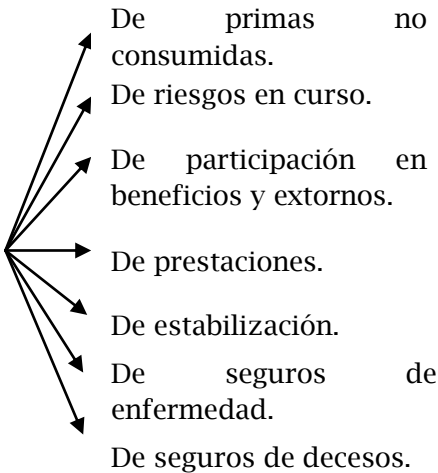 De primas no
consumidas.
De riesgos en curso.
De participación en
beneficios y extornos.
De prestaciones.
De estabilización.
De seguros de
enfermedad.
De seguros de decesos.